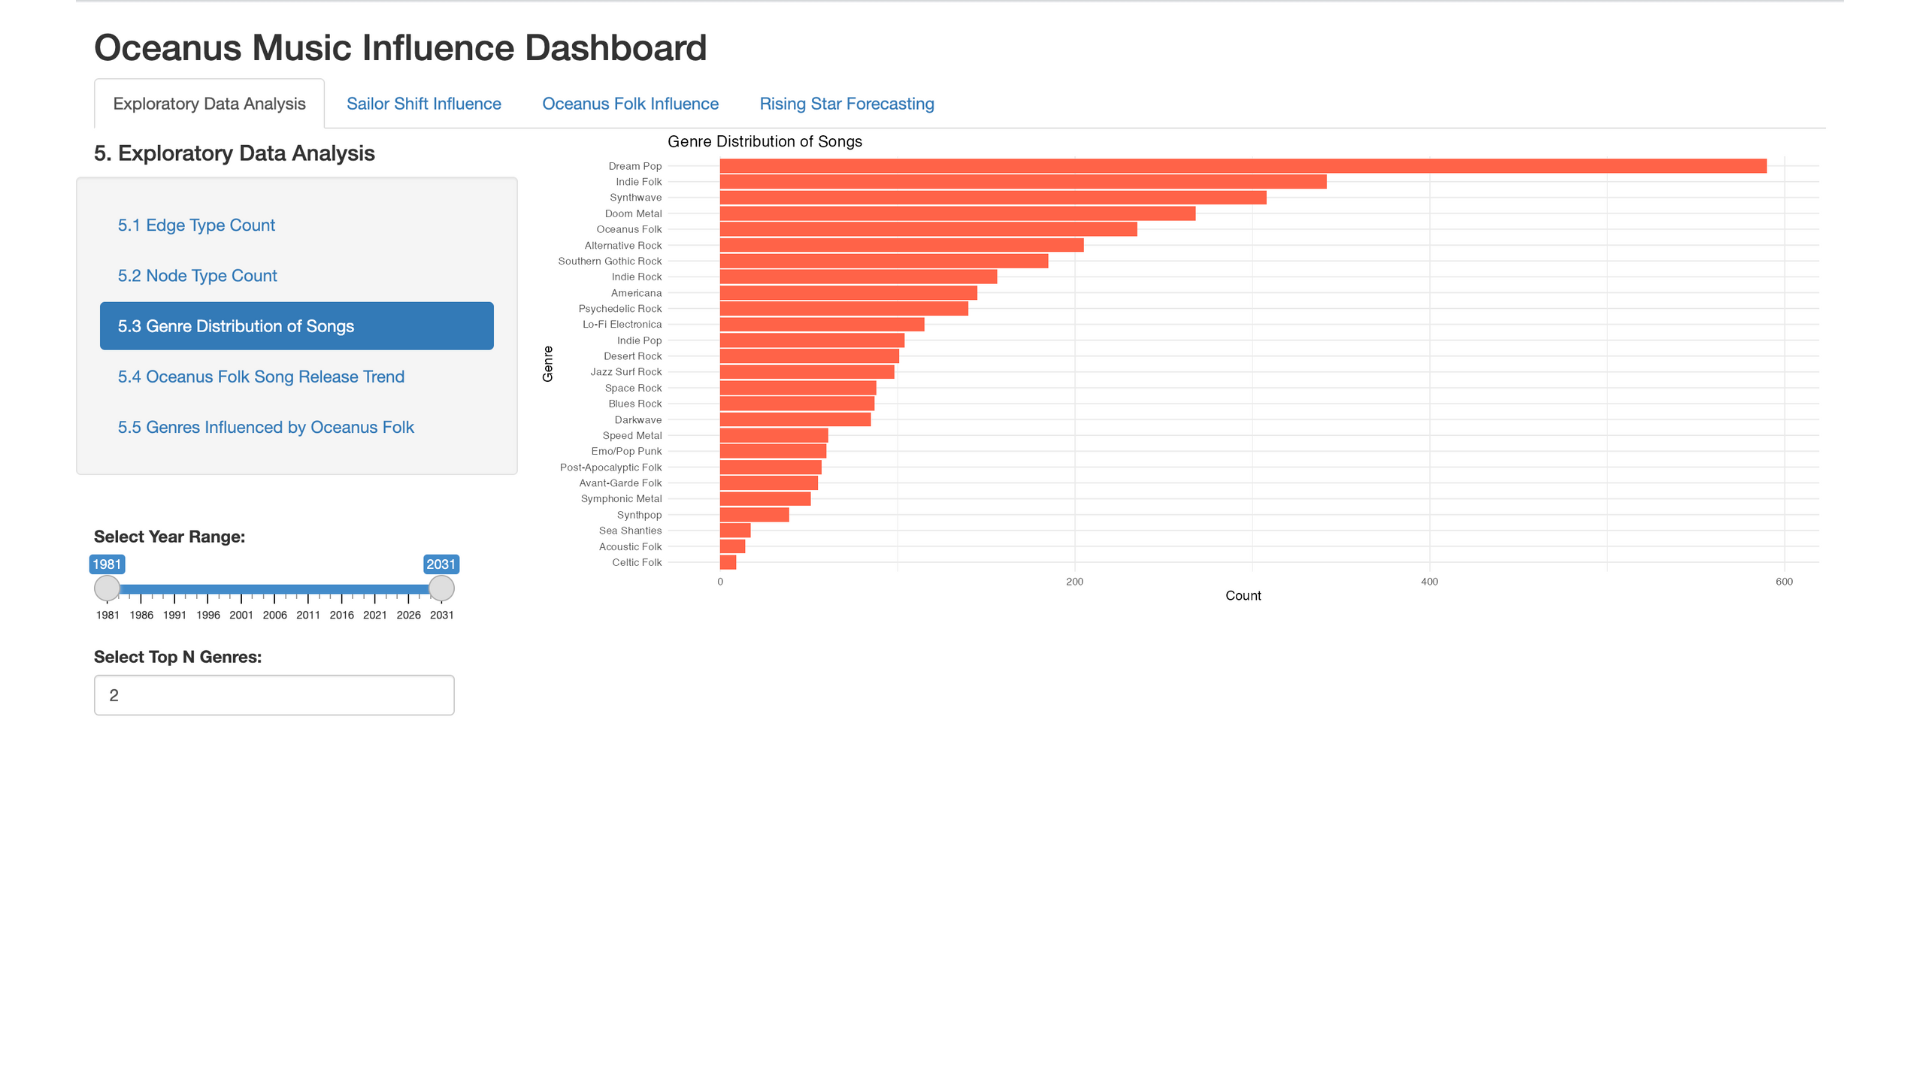 Oceanus Music Influence Dashboard
Exploratory Data Analysis
Sailor Shift Influence
Oceanus Folk Influence
Rising Star Forecasting
5. Exploratory Data Analysis
5.1 Edge Type Count
5.2 Node Type Count
5.3 Genre Distribution of Songs
5.4 Oceanus Folk Song Release Trend
5.5 Genres Influenced by Oceanus Folk
Select Year Range:
1981
2031
1981 1986 1991 1996 2001 2006 2011 2016 2021 2026 2031
Select Top N Genres:
2
Genre Distribution of Songs
Genre
Dream Pop
Indie Folk
Synthwave
Doom Metal
Oceanus Folk
Alternative Rock
Southern Gothic Rock
Indie Rock
Americana
Psychedelic Rock
Lo-Fi Electronica
Indie Pop
Desert Rock
Jazz Surf Rock
Space Rock
Blues Rock
Darkwave
Speed Metal
Emo/Pop Punk
Post-Apocalyptic Folk
Avant-Garde Folk
Symphonic Metal
Synthpop
Sea Shanties
Acoustic Folk
Celtic Folk
0 200 400 600
Count